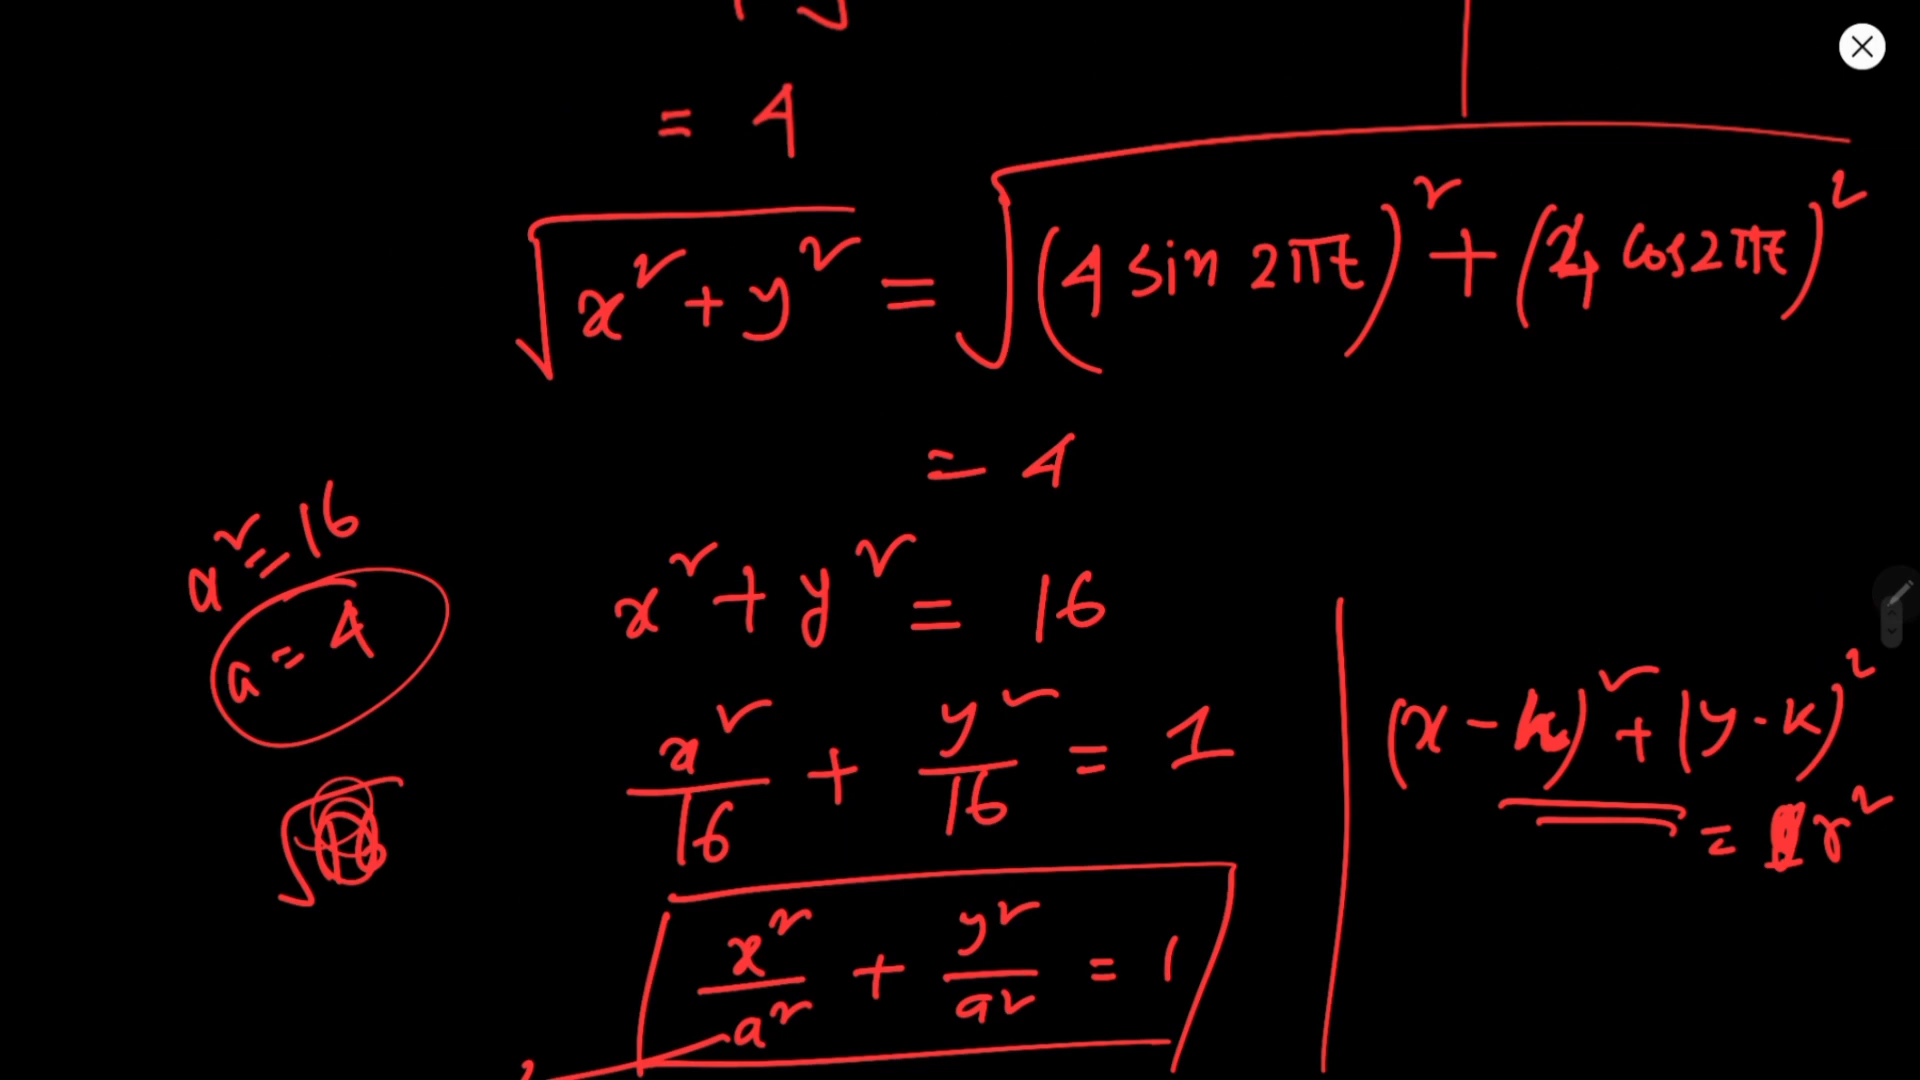 = 4
√(x² + y²) = √((4 sin 2πt)² + (4 cos 2πt)²)
= 4
a² = 16
a = 4
x² + y² = 16
x²/16 + y²/16 = 1
(x - h)² + (y - k)²
= r²
√16
x²/a² + y²/a² = 1